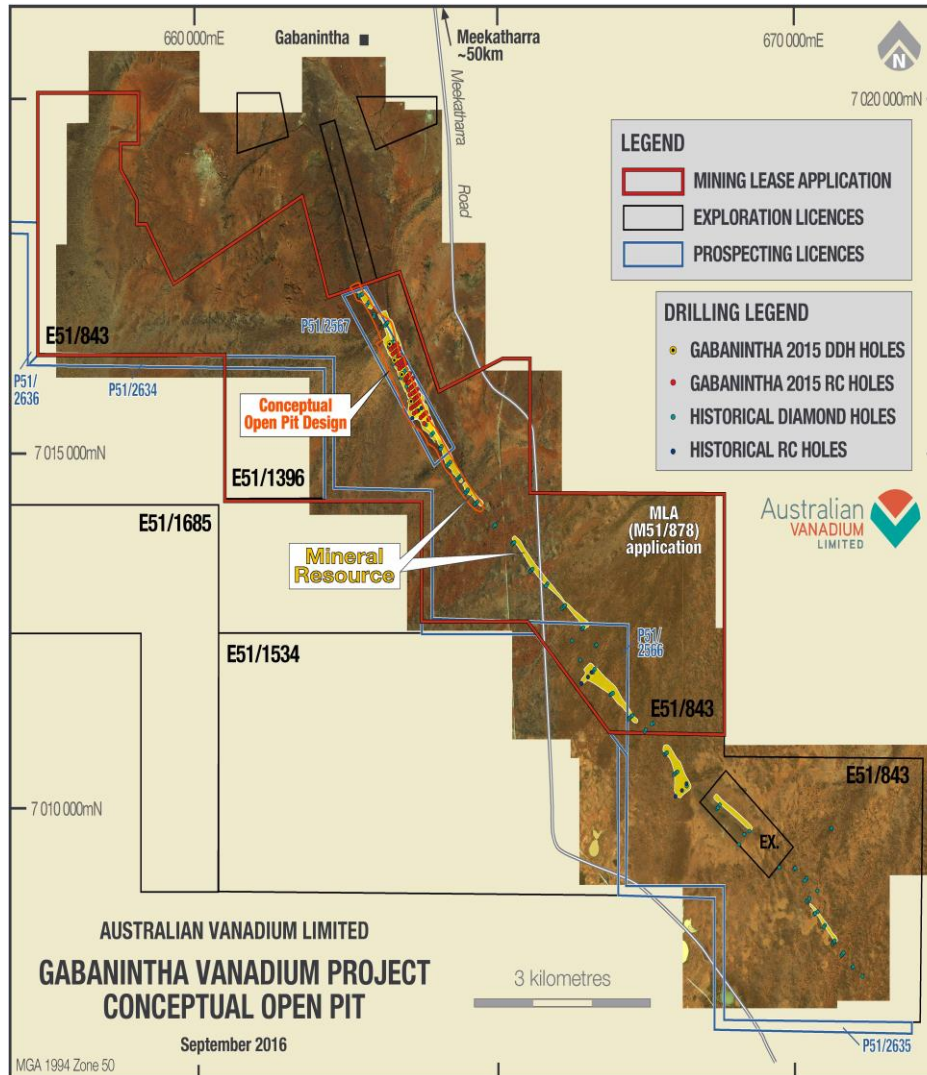 660 000mE
Gabanintha
Meekatharra
~50km
670 000mE
N
7 020 000mN
Meekatharra
Road
LEGEND
MINING LEASE APPLICATION
EXPLORATION LICENCES
PROSPECTING LICENCES
DRILLING LEGEND
GABANINTHA 2015 DDH HOLES
GABANINTHA 2015 RC HOLES
HISTORICAL DIAMOND HOLES
HISTORICAL RC HOLES
Australian
VANADIUM
LIMITED
E51/843
P51/2567
P51/
2636
P51/2634
Conceptual
Open Pit Design
7 015 000mN
E51/1396
E51/1685
MLA
(M51/878)
application
Mineral
Resource
E51/1534
P51/
2566
E51/843
E51/843
7 010 000mN
EX.
AUSTRALIAN VANADIUM LIMITED
GABANINTHA VANADIUM PROJECT
CONCEPTUAL OPEN PIT
September 2016
3 kilometres
P51/2635
MGA 1994 Zone 50